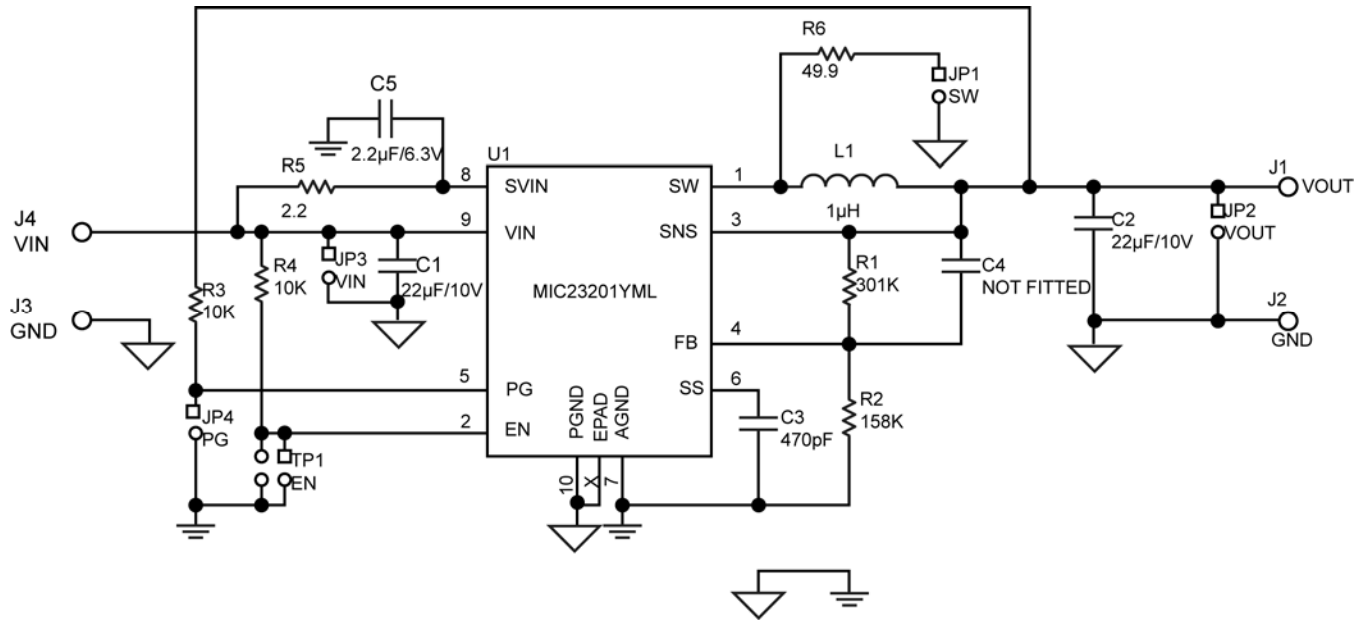 R6
49.9
JP1
SW
C5
2.2µF/6.3V
U1
L1
1µH
R5
2.2
8
SVIN
SW
1
J1
VOUT
J4
VIN
9
VIN
SNS
3
C2
22µF/10V
JP2
VOUT
R4
10K
JP3
VIN
C1
22µF/10V
R1
301K
C4
NOT FITTED
R3
10K
MIC23201YML
J3
GND
J2
GND
FB
4
5
PG
SS
6
JP4
PG
2
EN
PGND
EPAD
AGND
C3
470pF
R2
158K
TP1
EN
10
X
7